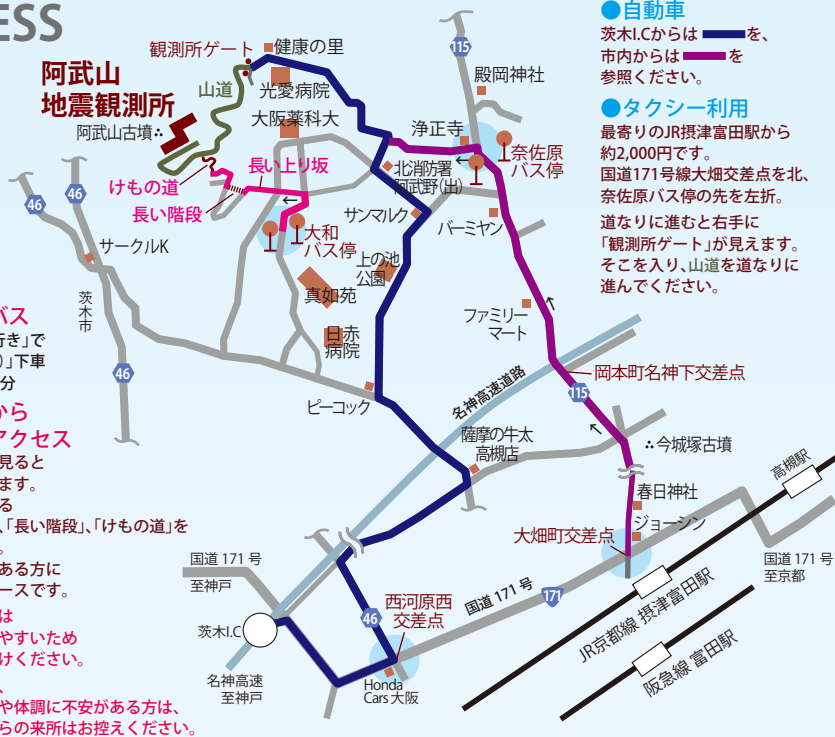 ESS
●自動車
茨木I.Cからは を、
市内からは を
参照ください。
●タクシー利用
最寄りのJR摂津富田駅から
約2,000円です。
国道171号線大畑交差点を北、
奈佐原バス停の先を左折。
道なりに進むと右手に
「観測所ゲート」が見えます。
そこを入り、山道を道なりに
進んでください。
観測所ゲート
健康の里
115
殿岡神社
阿武山
地震観測所
山道
光愛病院
大阪薬科大
阿武山古墳
浄正寺
奈佐原
バス停
長い上り坂
けもの道
長い階段
北消防署
阿武野(出)
サンマルク
バーミヤン
46
46
サークルK
大和
バス停
上の池
公園
真如苑
茨木市
日赤
病院
ファミリー
マート
バス
行き」で
)」下車
分
46
名神高速道路
岡本町名神下交差点
115
ピーコック
から
アクセス
見ると
ます。
る
、「長い階段」、「けもの道」を
。
ある方に
ースです。
は
やすいため
けください。
、
や体調に不安がある方は、
らの来所はお控えください。
薩摩の牛太
高槻店
今城塚古墳
高槻駅
春日神社
ジョーシン
大畑町交差点
国道 171 号
至神戸
国道 171 号
至京都
国道 171 号
171
西河原西
交差点
46
茨木I.C
JR京都線 摂津富田駅
阪急線 富田駅
名神高速
至神戸
Honda
Cars 大阪